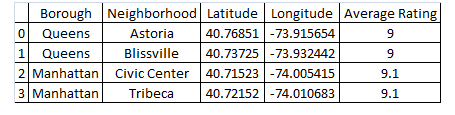 Borough Neighborhood Latitude Longitude Average Rating
0 Queens Astoria 40.76851 -73.915654 9
1 Queens Blissville 40.73725 -73.932442 9
2 Manhattan Civic Center 40.71523 -74.005415 9.1
3 Manhattan Tribeca 40.72152 -74.010683 9.1